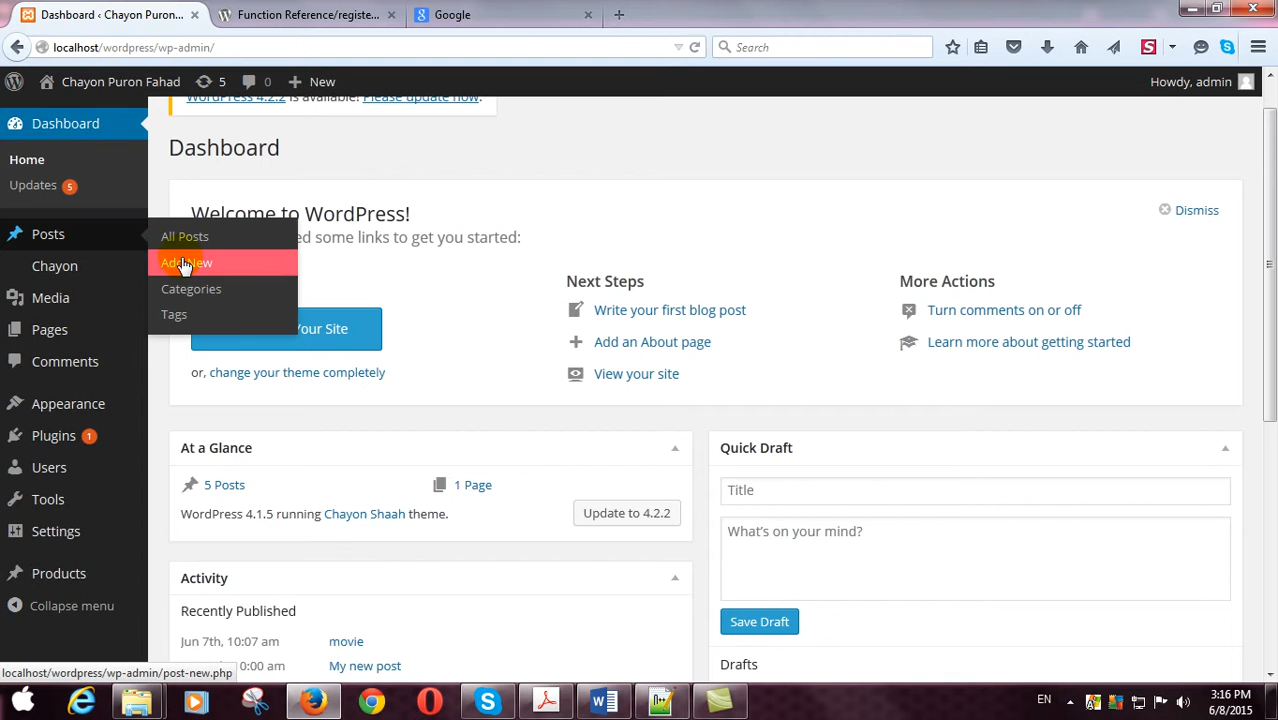 Dashboard ‹ Chayon Puron...
Function Reference/registe...
Google
localhost/wordpress/wp-admin/
Search
Chayon Puron Fahad
5
0
New
Howdy, admin
WordPress 4.2.2 is available! Please update now.
Dashboard
Home
Updates 5
Posts
Chayon
Media
Pages
Comments
Appearance
Plugins 1
Users
Tools
Settings
Products
Collapse menu
All Posts
Add New
Categories
Tags
Dashboard
Welcome to WordPress!
ed some links to get you started:
Dismiss
Your Site
or, change your theme completely
Next Steps
Write your first blog post
Add an About page
View your site
More Actions
Turn comments on or off
Learn more about getting started
At a Glance
5 Posts
1 Page
WordPress 4.1.5 running Chayon Shaah theme.
Update to 4.2.2
Activity
Recently Published
Jun 7th, 10:07 am movie
0:00 am My new post
Quick Draft
Title
What's on your mind?
Save Draft
Drafts
localhost/wordpress/wp-admin/post-new.php
EN
3:16 PM
6/8/2015